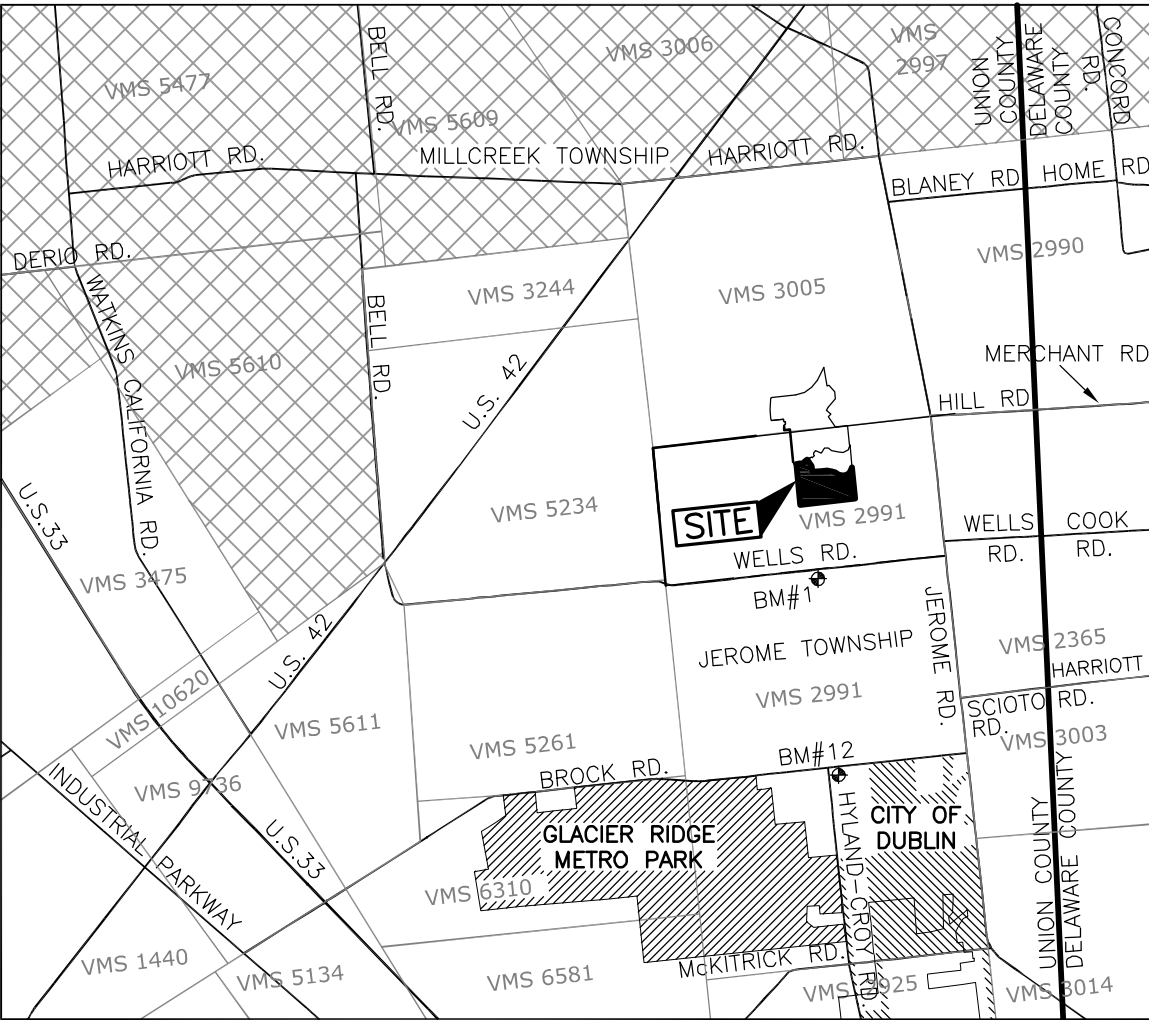 BELL RD.
VMS 3006
VMS
2997
UNION
COUNTY
DELAWARE
COUNTY
CONCORD
RD.
VMS 5477
VMS 5609
HARRIOTT RD.
MILLCREEK TOWNSHIP
HARRIOTT RD.
BLANEY RD
HOME RD
DERIO RD.
VMS 2990
WATKINS CALIFORNIA RD.
BELL RD.
VMS 3244
VMS 3005
VMS 5610
U.S. 42
MERCHANT RD
HILL RD
U.S.33
VMS 5234
SITE
VMS 2991
WELLS
RD.
COOK
RD.
WELLS RD.
BM#1
VMS 3475
JEROME RD.
JEROME TOWNSHIP
VMS 2365
U.S. 42
HARRIOTT
RD.
VMS 10620
VMS 2991
SCIOTO
RD.
VMS 5611
VMS 5261
VMS 3003
BM#12
BROCK RD.
INDUSTRIAL PARKWAY
VMS 9736
U.S.33
GLACIER RIDGE
METRO PARK
HYLAND-CROY RD.
CITY OF
DUBLIN
UNION COUNTY
DELAWARE COUNTY
VMS 6310
McKITRICK RD.
VMS 1440
VMS 5134
VMS 6581
VMS 2925
VMS 3014